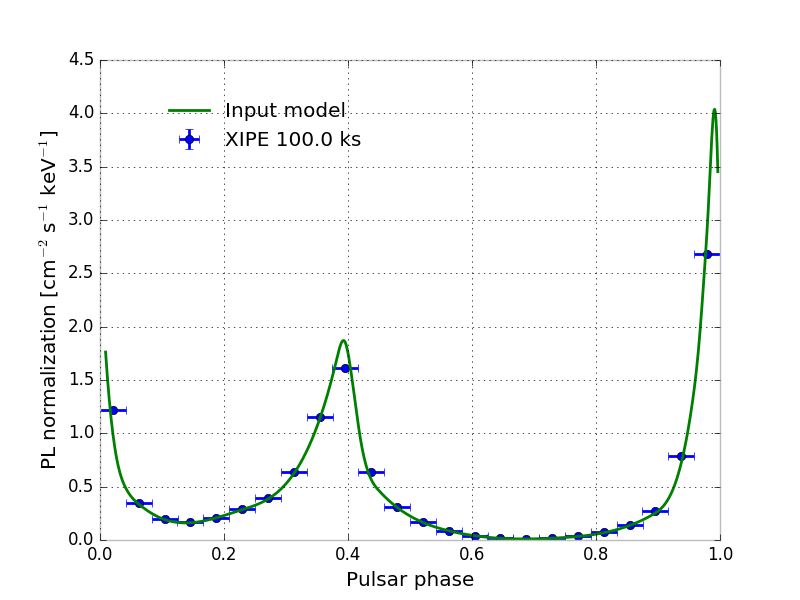 4.5
4.0
3.5
3.0
2.5
2.0
1.5
1.0
0.5
0.0
PL normalization [cm⁻² s⁻¹ keV⁻¹]
Input model
XIPE 100.0 ks
0.0 0.2 0.4 0.6 0.8 1.0
Pulsar phase